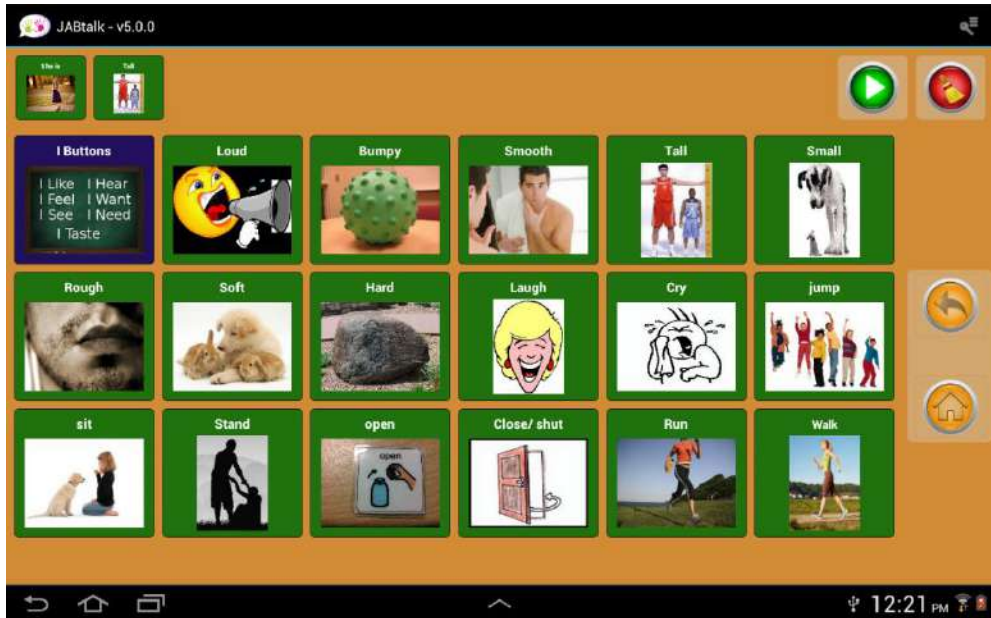 JABtalk - v5.0.0
She is
Tall
I Buttons
I Like I Hear
I Feel I Want
I See I Need
I Taste
Loud
Bumpy
Smooth
Tall
Small
Rough
Soft
Hard
Laugh
Cry
jump
sit
Stand
open
open
Close/ shut
Run
Walk
12:21 PM